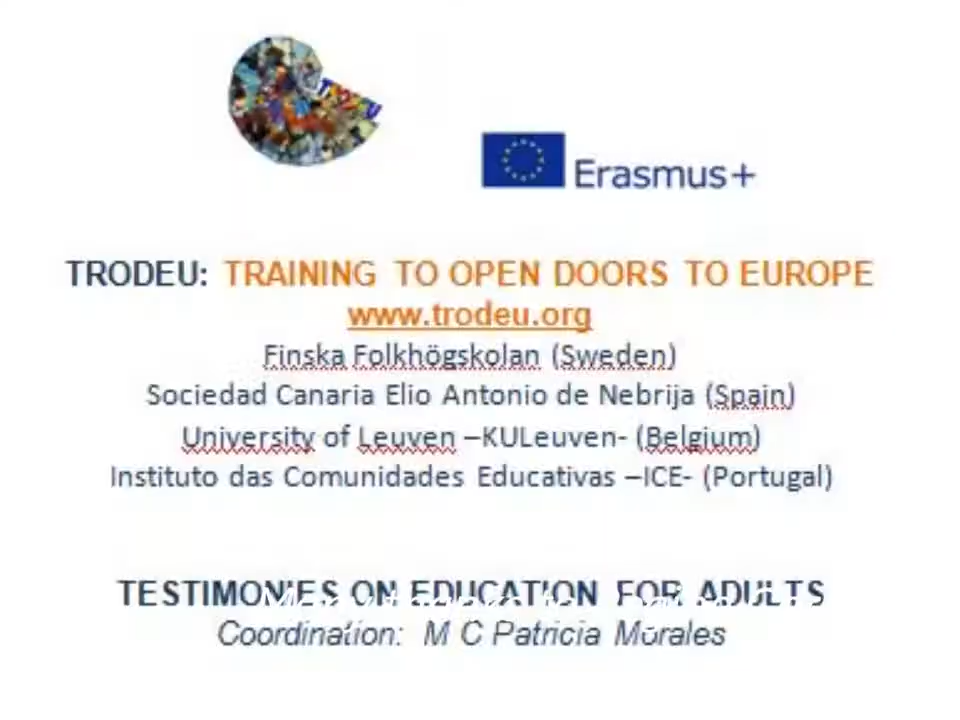 TRODEU
Erasmus+
TRODEU: TRAINING TO OPEN DOORS TO EUROPE
www.trodeu.org
Finska Folkhögskolan (Sweden)
Sociedad Canaria Elio Antonio de Nebrija (Spain)
University of Leuven –KULeuven- (Belgium)
Instituto das Comunidades Educativas –ICE- (Portugal)
TESTIMONIES ON EDUCATION FOR ADULTS
Coordination: M C Patricia Morales